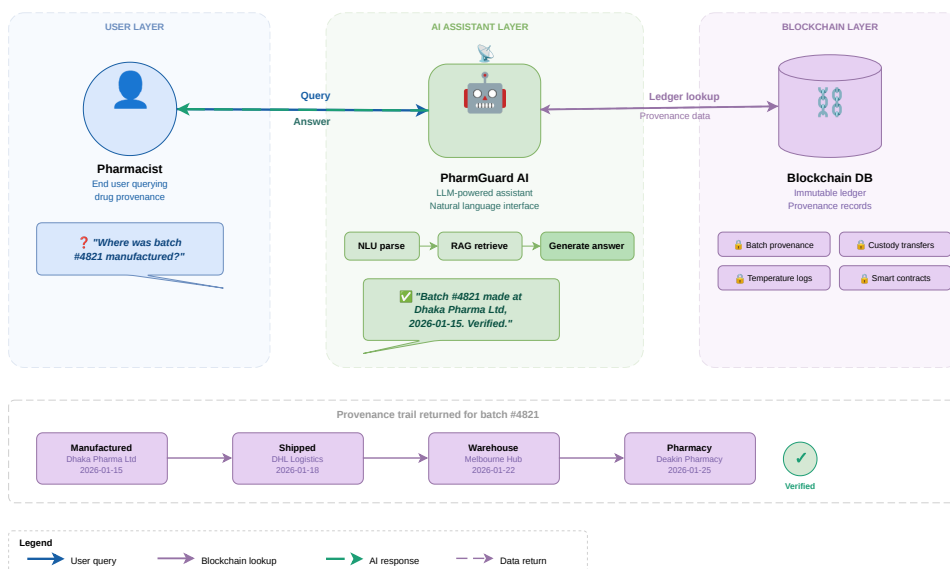 USER LAYER
AI ASSISTANT LAYER
BLOCKCHAIN LAYER
Query
Answer
Ledger lookup
Provenance data
Pharmacist
End user querying
drug provenance
PharmGuard AI
LLM-powered assistant
Natural language interface
Blockchain DB
Immutable ledger
Provenance records
❓ "Where was batch
#4821 manufactured?"
NLU parse
RAG retrieve
Generate answer
✅ "Batch #4821 made at
Dhaka Pharma Ltd,
2026-01-15. Verified."
🔒 Batch provenance
🔒 Custody transfers
🔒 Temperature logs
🔒 Smart contracts
Provenance trail returned for batch #4821
Manufactured
Dhaka Pharma Ltd
2026-01-15
Shipped
DHL Logistics
2026-01-18
Warehouse
Melbourne Hub
2026-01-22
Pharmacy
Deakin Pharmacy
2026-01-25
✓
Verified
Legend
User query
Blockchain lookup
AI response
Data return